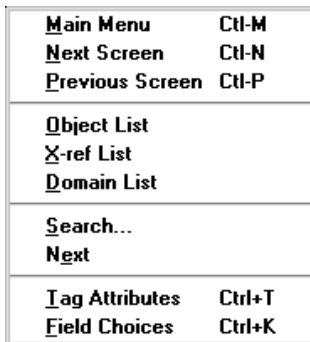 Main Menu Ctl-M
Next Screen Ctl-N
Previous Screen Ctl-P
Object List
X-ref List
Domain List
Search...
Next
Tag Attributes Ctrl+T
Field Choices Ctrl+K